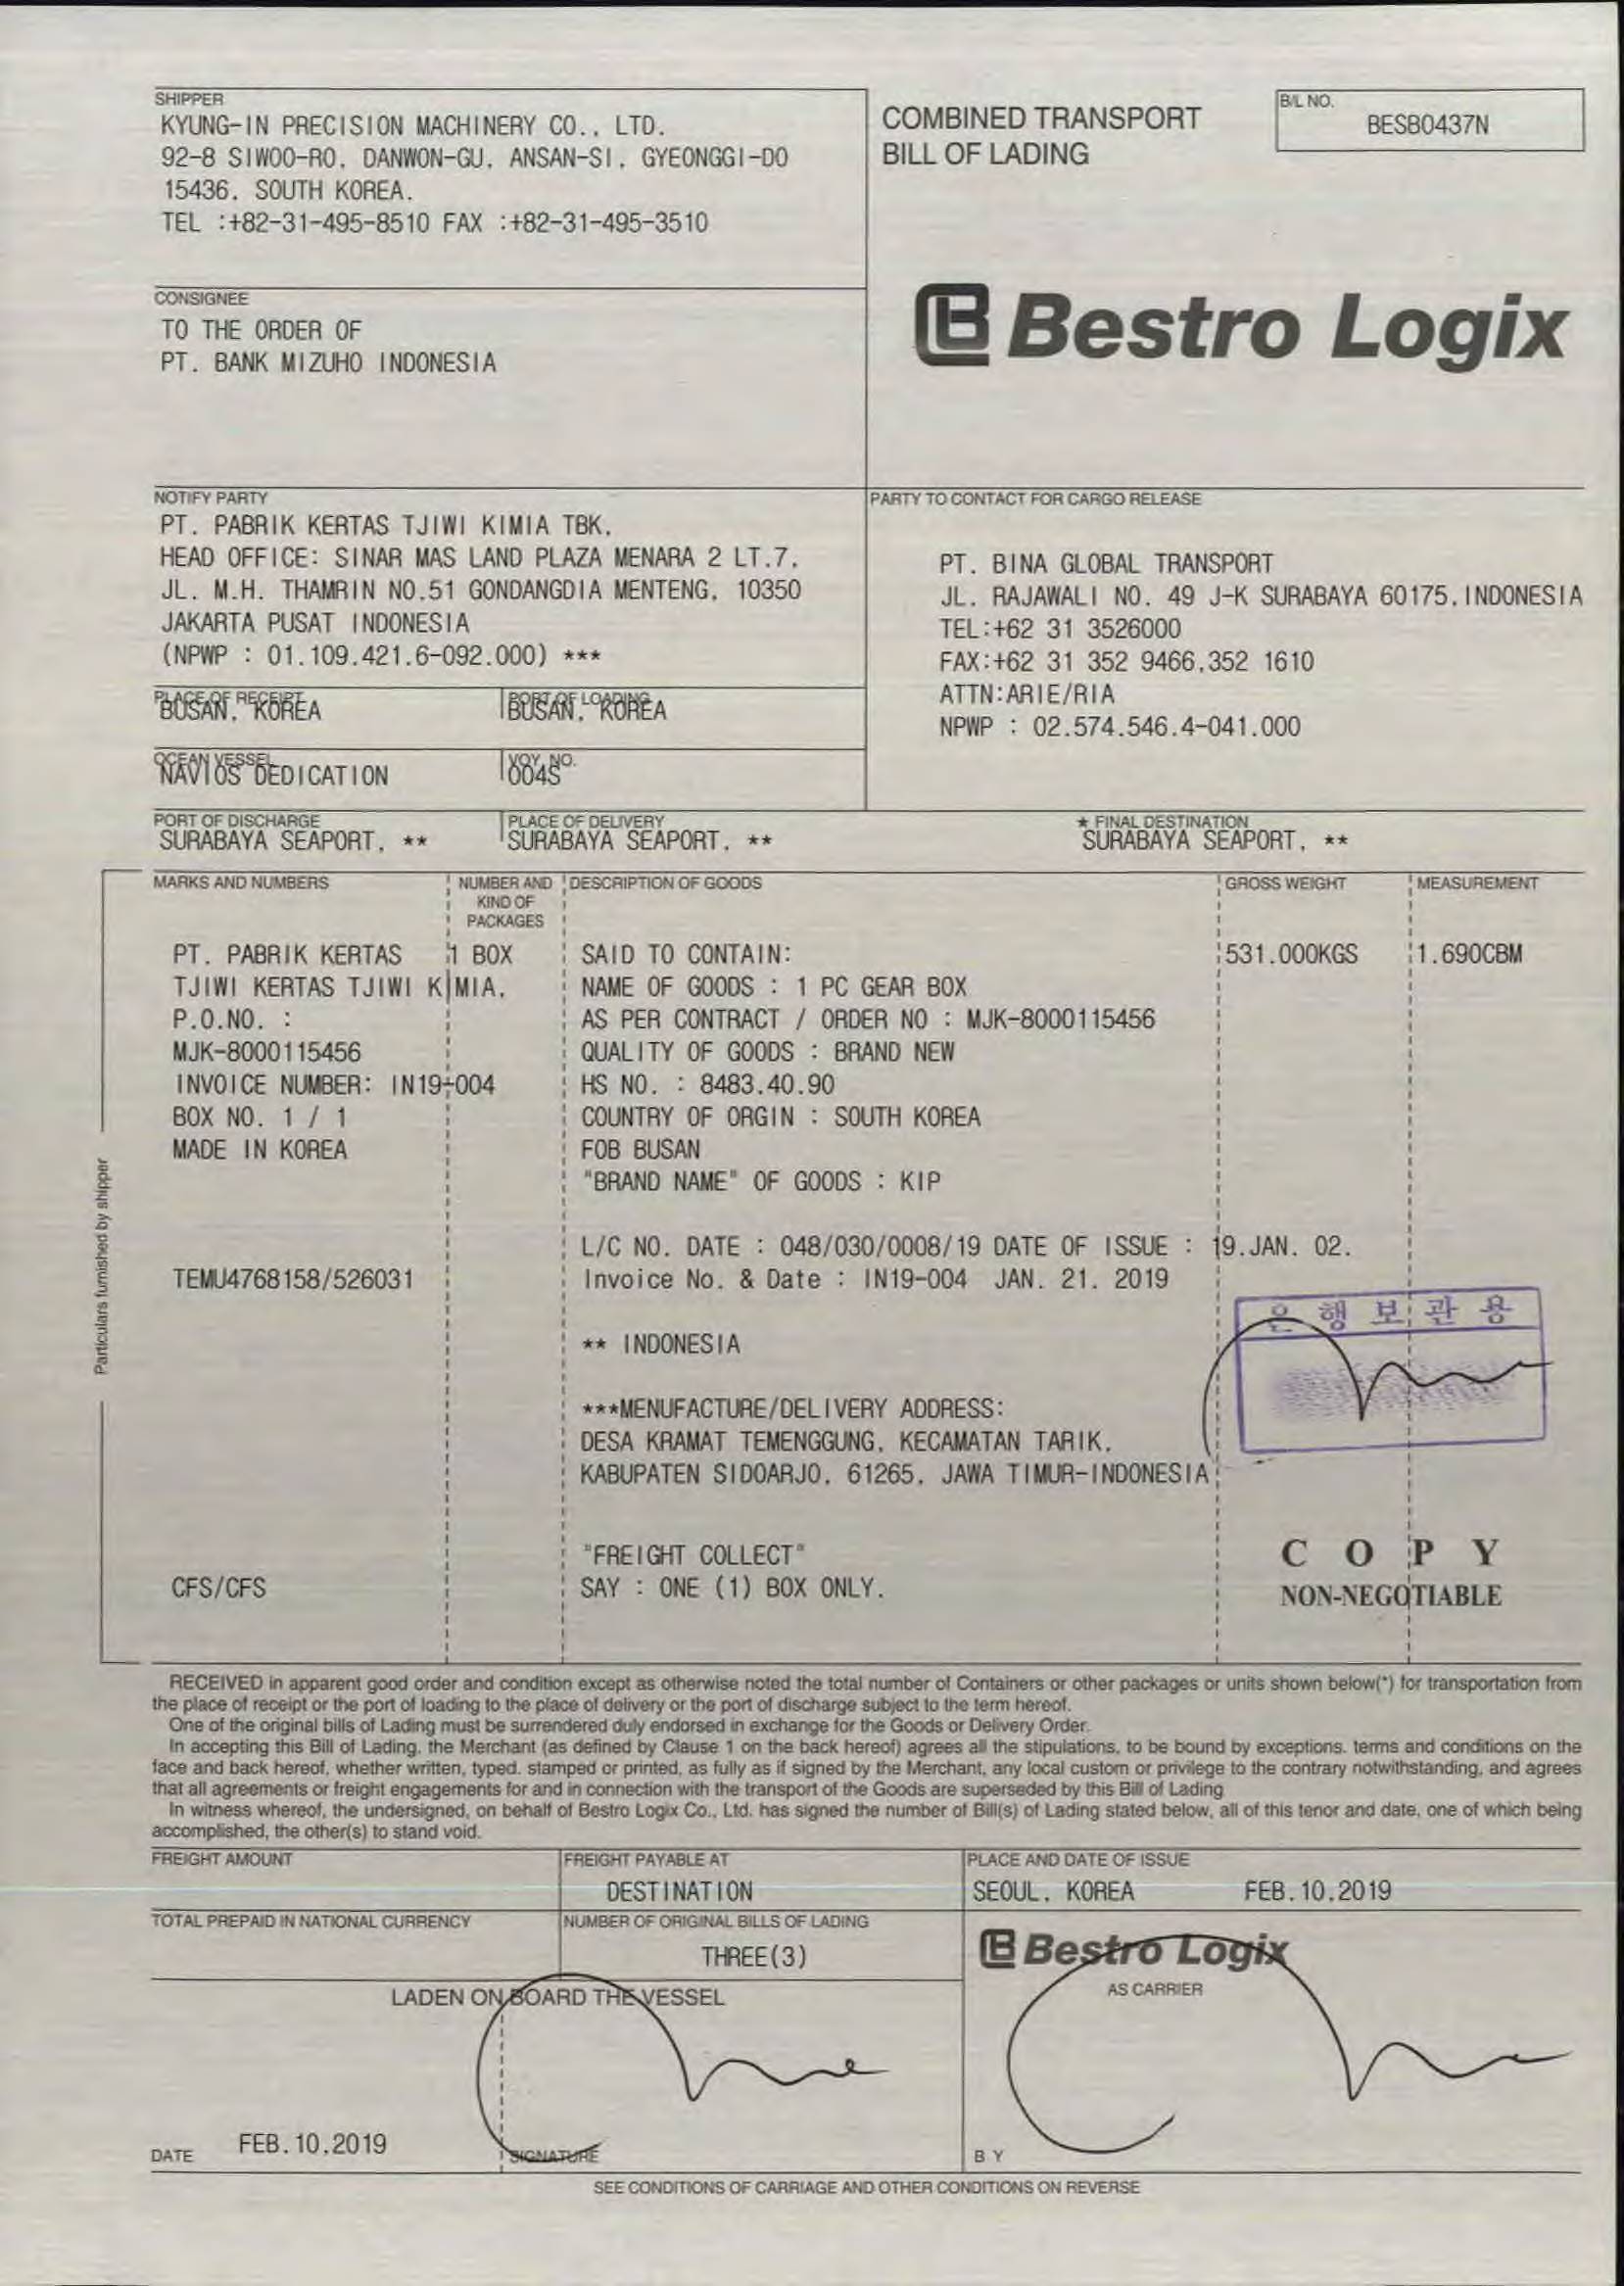 SHIPPER
KYUNG-IN PRECISION MACHINERY CO., LTD.
92-8 SIWOO-RO, DANWON-GU, ANSAN-SI, GYEONGGI-DO
15436, SOUTH KOREA.
TEL :+82-31-495-8510 FAX :+82-31-495-3510
COMBINED TRANSPORT
BILL OF LADING
B/L NO.
BESB0437N
CONSIGNEE
TO THE ORDER OF
PT. BANK MIZUHO INDONESIA
Bestro Logix
NOTIFY PARTY
PT. PABRIK KERTAS TJIWI KIMIA TBK.
HEAD OFFICE: SINAR MAS LAND PLAZA MENARA 2 LT.7,
JL. M.H. THAMRIN NO.51 GONDANGDIA MENTENG, 10350
JAKARTA PUSAT INDONESIA
(NPWP : 01.109.421.6-092.000) ***
PARTY TO CONTACT FOR CARGO RELEASE
PT. BINA GLOBAL TRANSPORT
JL. RAJAWALI NO. 49 J-K SURABAYA 60175, INDONESIA
TEL:+62 31 3526000
FAX:+62 31 352 9466,352 1610
ATTN:ARIE/RIA
NPWP : 02.574.546.4-041.000
PLACE OF RECEIPT
BUSAN, KOREA
PORT OF LOADING
BUSAN, KOREA
OCEAN VESSEL
NAVIOS DEDICATION
VOY. NO.
004S
PORT OF DISCHARGE
SURABAYA SEAPORT, **
PLACE OF DELIVERY
SURABAYA SEAPORT, **
★ FINAL DESTINATION
SURABAYA SEAPORT, **
MARKS AND NUMBERS
NUMBER AND
KIND OF
PACKAGES
DESCRIPTION OF GOODS
GROSS WEIGHT
MEASUREMENT
PT. PABRIK KERTAS
TJIWI KERTAS TJIWI KIMIA,
P.O.NO. :
MJK-8000115456
INVOICE NUMBER: IN19-004
BOX NO. 1 / 1
MADE IN KOREA
1 BOX
SAID TO CONTAIN:
NAME OF GOODS : 1 PC GEAR BOX
AS PER CONTRACT / ORDER NO : MJK-8000115456
QUALITY OF GOODS : BRAND NEW
HS NO. : 8483.40.90
COUNTRY OF ORGIN : SOUTH KOREA
FOB BUSAN
"BRAND NAME" OF GOODS : KIP
531.000KGS
1.690CBM
L/C NO. DATE : 048/030/0008/19 DATE OF ISSUE : 19.JAN. 02.
TEMU4768158/526031
Invoice No. & Date : IN19-004 JAN. 21. 2019
은행보관용
** INDONESIA
***MENUFACTURE/DELIVERY ADDRESS:
DESA KRAMAT TEMENGGUNG, KECAMATAN TARIK,
KABUPATEN SIDOARJO, 61265, JAWA TIMUR-INDONESIA
Particulars furnished by shipper
"FREIGHT COLLECT"
CFS/CFS
SAY : ONE (1) BOX ONLY.
COPY
NON-NEGOTIABLE
RECEIVED in apparent good order and condition except as otherwise noted the total number of Containers or other packages or units shown below(*) for transportation from
the place of receipt or the port of loading to the place of delivery or the port of discharge subject to the term hereof.
One of the original bills of Lading must be surrendered duly endorsed in exchange for the Goods or Delivery Order.
In accepting this Bill of Lading, the Merchant (as defined by Clause 1 on the back hereof) agrees all the stipulations, to be bound by exceptions, terms and conditions on the
face and back hereof, whether written, typed, stamped or printed, as fully as if signed by the Merchant, any local custom or privilege to the contrary notwithstanding, and agrees
that all agreements or freight engagements for and in connection with the transport of the Goods are superseded by this Bill of Lading
In witness whereof, the undersigned, on behalf of Bestro Logix Co., Ltd. has signed the number of Bill(s) of Lading stated below, all of this tenor and date, one of which being
accomplished, the other(s) to stand void.
FREIGHT AMOUNT
FREIGHT PAYABLE AT
DESTINATION
PLACE AND DATE OF ISSUE
SEOUL, KOREA FEB.10,2019
TOTAL PREPAID IN NATIONAL CURRENCY
NUMBER OF ORIGINAL BILLS OF LADING
THREE(3)
Bestro Logix
AS CARRIER
LADEN ON BOARD THE VESSEL
DATE FEB.10,2019
SIGNATURE
BY
SEE CONDITIONS OF CARRIAGE AND OTHER CONDITIONS ON REVERSE